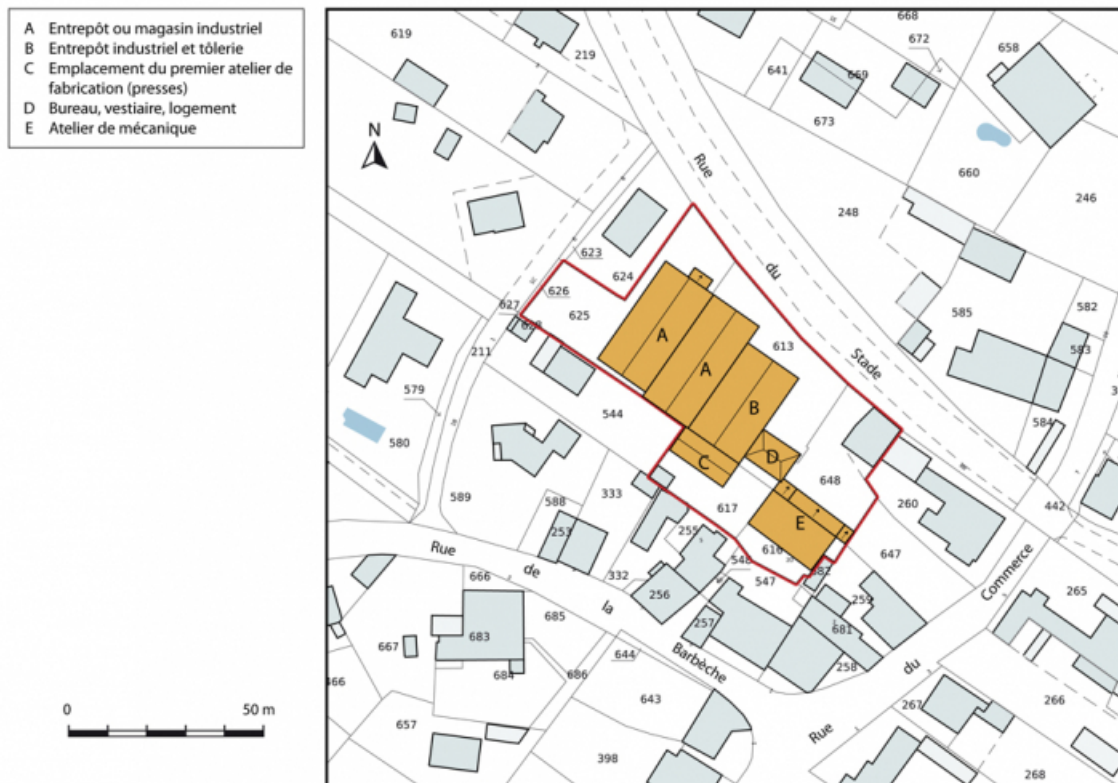 A Entrepôt ou magasin industriel
B Entrepôt industriel et tôlerie
C Emplacement du premier atelier de
fabrication (presses)
D Bureau, vestiaire, logement
E Atelier de mécanique
N
0 50 m
619
219
668
672
658
641
669
673
660
246
248
Rue
du
Stade
623
624
626
625
627
211
613
585
582
583
584
579
580
544
589
588
253
333
332
A
A
B
C
D
E
617
648
260
442
616
647
255
548
547
259
256
257
681
258
Rue
de
la
Barbèche
Rue
du
Commerce
666
685
667
683
684
686
644
643
657
398
265
266
267
268